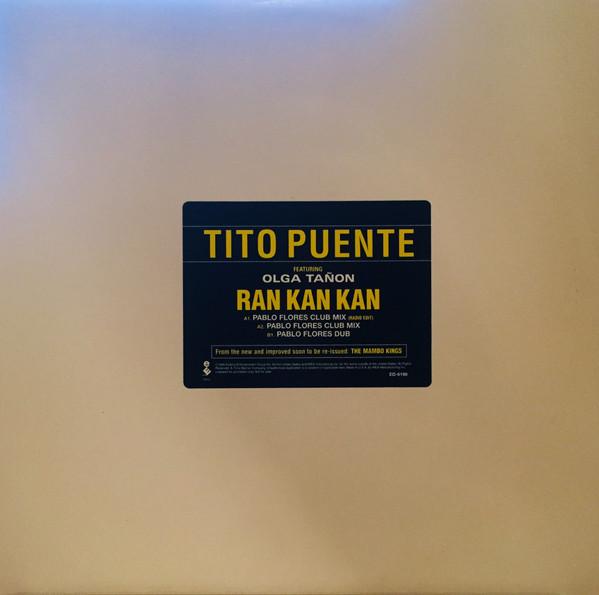 TITO PUENTE
FEATURING
OLGA TAÑON
RAN KAN KAN
A1. PABLO FLORES CLUB MIX (RADIO EDIT)
A2. PABLO FLORES CLUB MIX
B1. PABLO FLORES DUB
From the new and improved soon to be re-issued: THE MAMBO KINGS